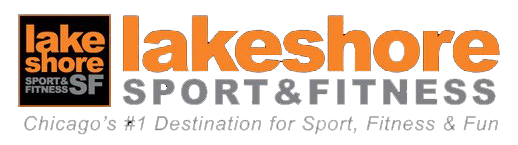 lake
shore
SPORT&
FITNESS SF
lakeshore
SPORT&FITNESS
Chicago's #1 Destination for Sport, Fitness & Fun